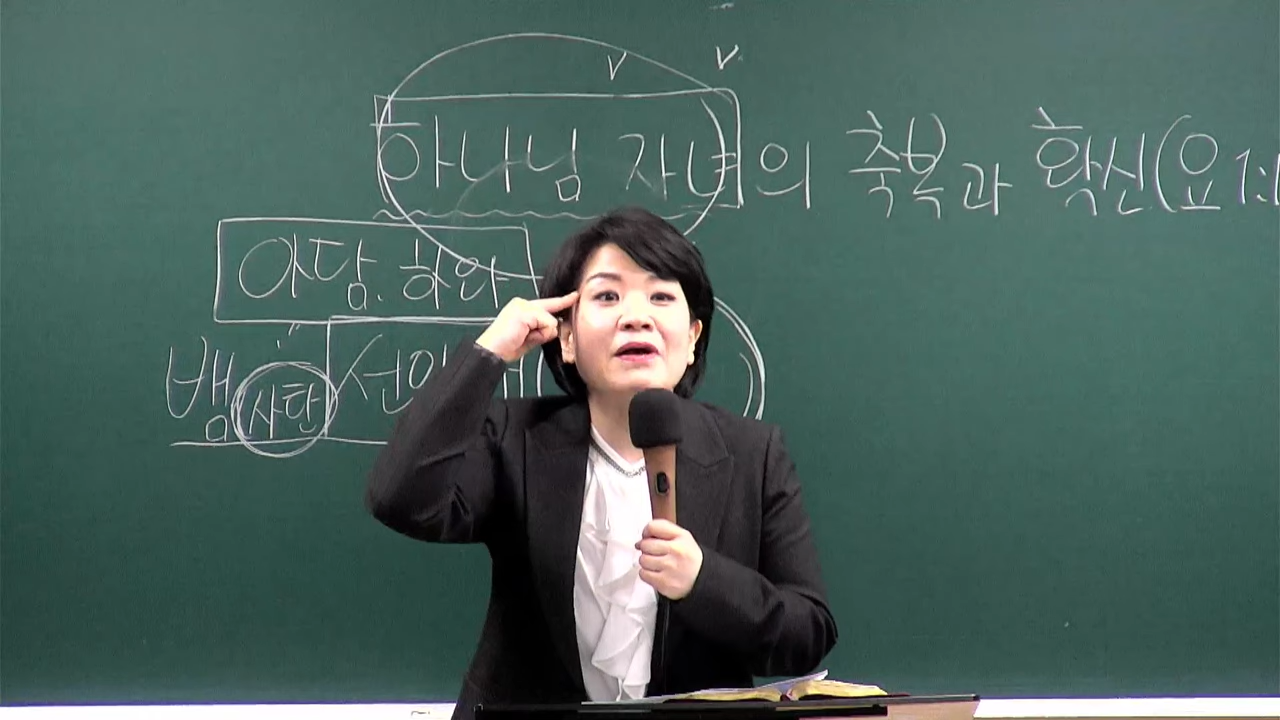 하나님 자녀의 축복과 확신(요 1:1
아담.하와
뱀 사탄 선악